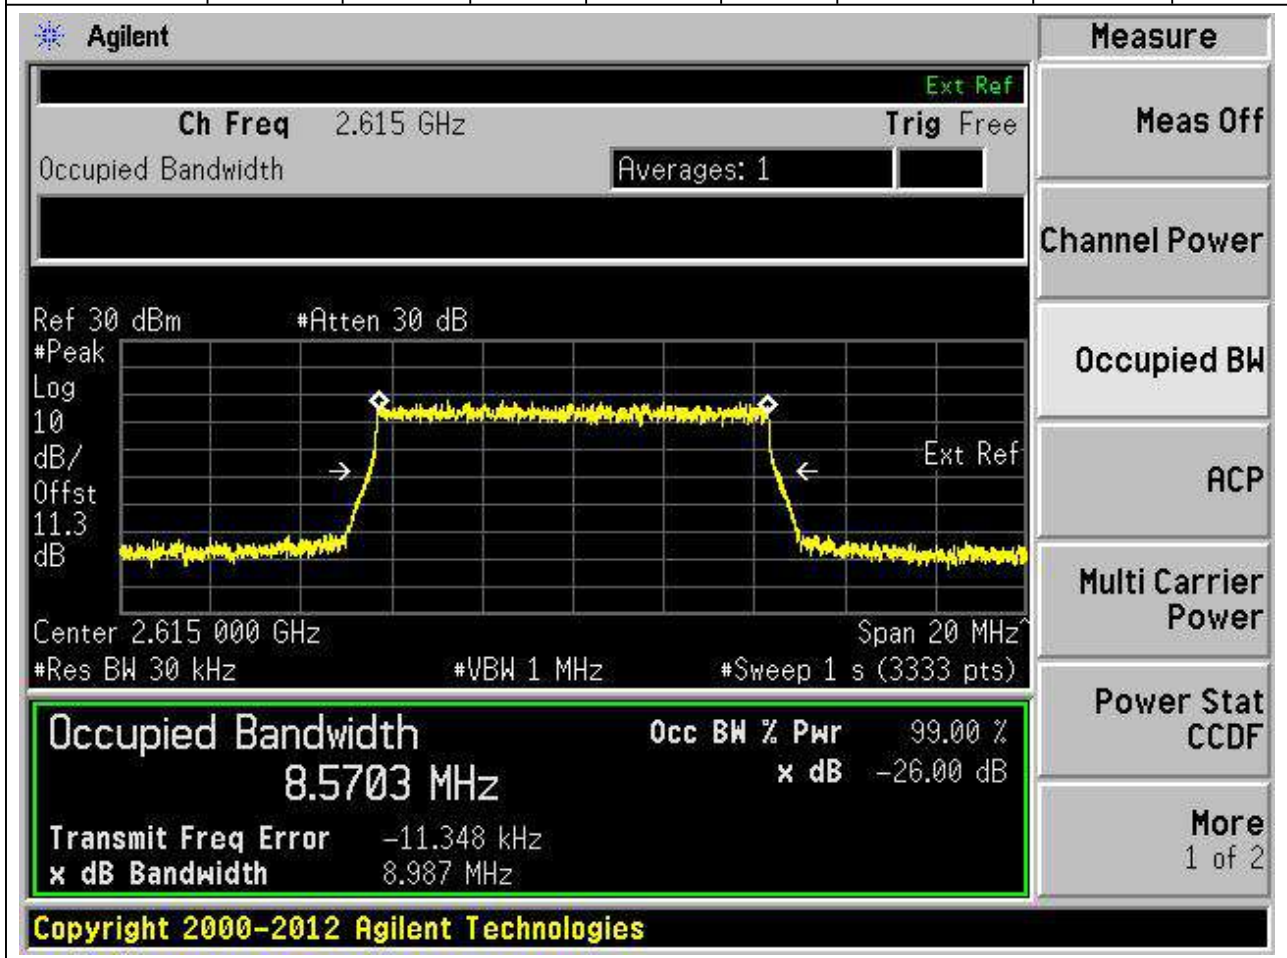 Agilent
Measure
Ext Ref
Ch Freq 2.615 GHz
Trig Free
Meas Off
Occupied Bandwidth
Averages: 1
Channel Power
Ref 30 dBm
#Atten 30 dB
#Peak
Log
10
dB/
Offst
11.3
dB
Ext Ref
Occupied BW
ACP
Center 2.615 000 GHz
Span 20 MHz^
#Res BW 30 kHz
#VBW 1 MHz
#Sweep 1 s (3333 pts)
Multi Carrier
Power
Occupied Bandwidth
8.5703 MHz
Occ BW % Pwr 99.00 %
x dB -26.00 dB
Transmit Freq Error -11.348 kHz
x dB Bandwidth 8.987 MHz
Power Stat
CCDF
More
1 of 2
Copyright 2000-2012 Agilent Technologies